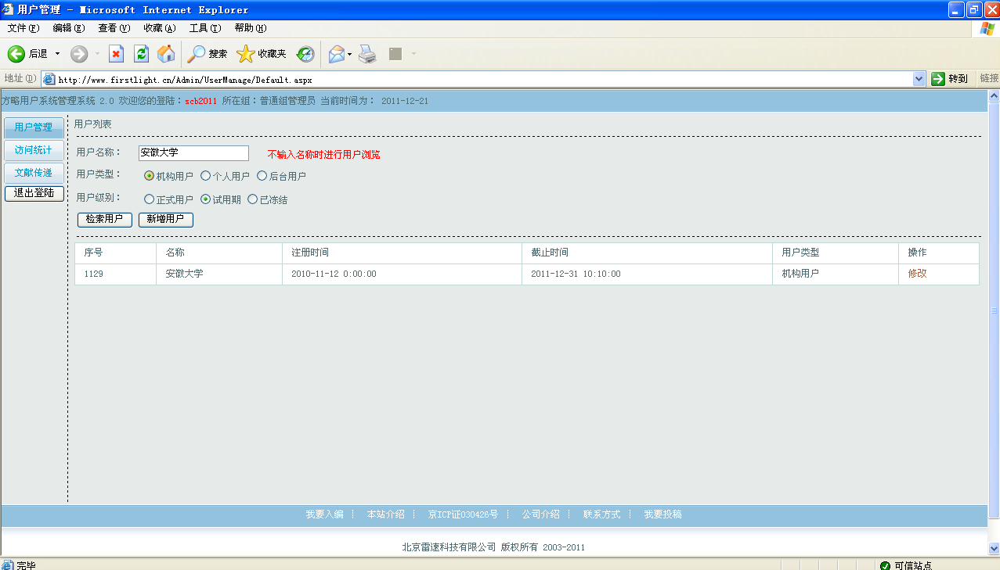 用户管理 - Microsoft Internet Explorer
文件(F) 编辑(E) 查看(V) 收藏(A) 工具(T) 帮助(H)
后退 搜索 收藏夹
地址(D) http://www.firstlight.cn/Admin/UserManage/Default.aspx 转到 链接
方略用户系统管理系统 2.0 欢迎您的登陆：scb2011 所在组：普通组管理员 当前时间为： 2011-12-21
用户管理
访问统计
文献传递
退出登陆
用户列表
用户名称： 安徽大学 不输入名称时进行用户浏览
用户类型： 机构用户 个人用户 后台用户
用户级别： 正式用户 试用期 已冻结
检索用户 新增用户
序号 名称 注册时间 截止时间 用户类型 操作
1129 安徽大学 2010-11-12 0:00:00 2011-12-31 10:10:00 机构用户 修改
我要入编 ┊ 本站介绍 ┊ 京ICP证030426号 ┊ 公司介绍 ┊ 联系方式 ┊ 我要投稿
北京雷速科技有限公司 版权所有 2003-2011
完毕 可信站点